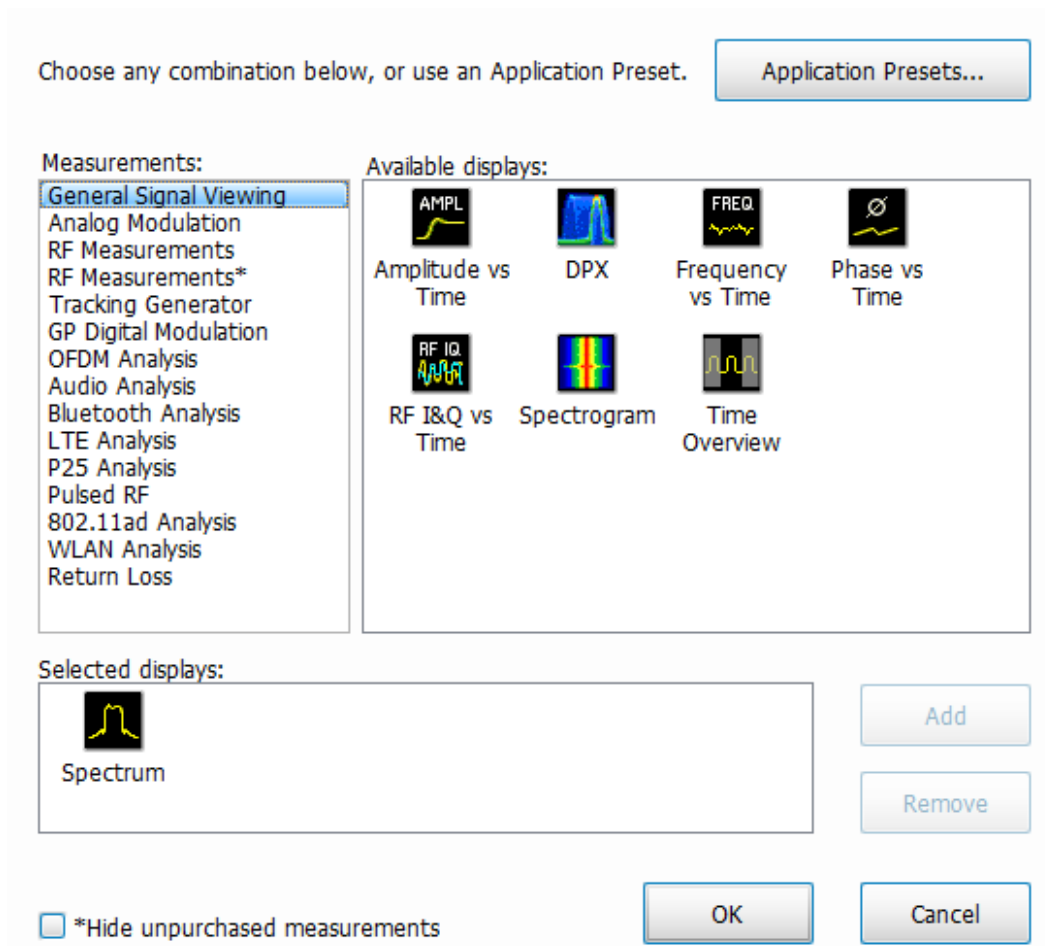 Choose any combination below, or use an Application Preset.
Application Presets...
Measurements:
General Signal Viewing
Analog Modulation
RF Measurements
RF Measurements*
Tracking Generator
GP Digital Modulation
OFDM Analysis
Audio Analysis
Bluetooth Analysis
LTE Analysis
P25 Analysis
Pulsed RF
802.11ad Analysis
WLAN Analysis
Return Loss
Available displays:
AMPL
Amplitude vs
Time
DPX
FREQ.
Frequency
vs Time
Ø
Phase vs
Time
RF IQ.
RF I&Q vs
Time
Spectrogram
Time
Overview
Selected displays:
Spectrum
Add
Remove
*Hide unpurchased measurements
OK
Cancel